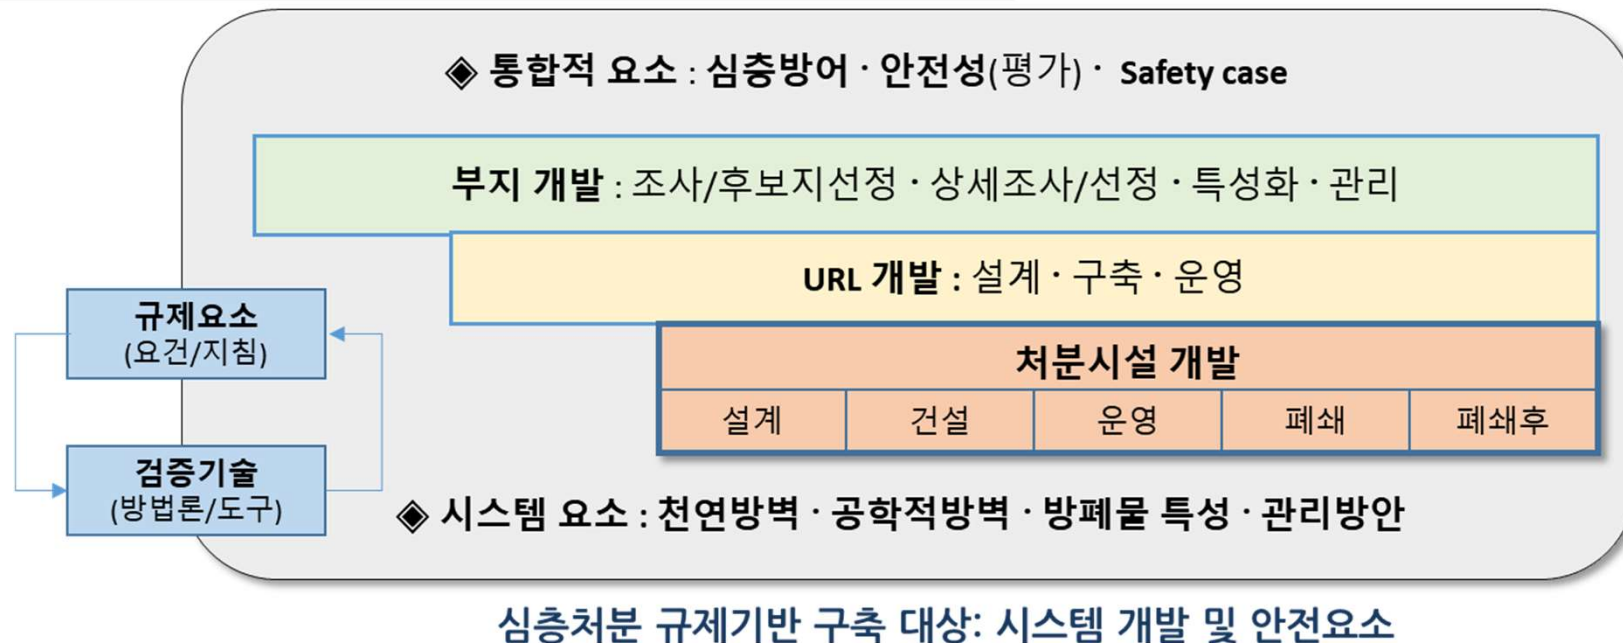 ◈ 통합적 요소 : 심층방어 · 안전성(평가) · Safety case
부지 개발 : 조사/후보지선정 · 상세조사/선정 · 특성화 · 관리
URL 개발 : 설계 · 구축 · 운영
규제요소
(요건/지침)
처분시설 개발
설계 건설 운영 폐쇄 폐쇄후
검증기술
(방법론/도구)
◈ 시스템 요소 : 천연방벽 · 공학적방벽 · 방폐물 특성 · 관리방안
심층처분 규제기반 구축 대상: 시스템 개발 및 안전요소